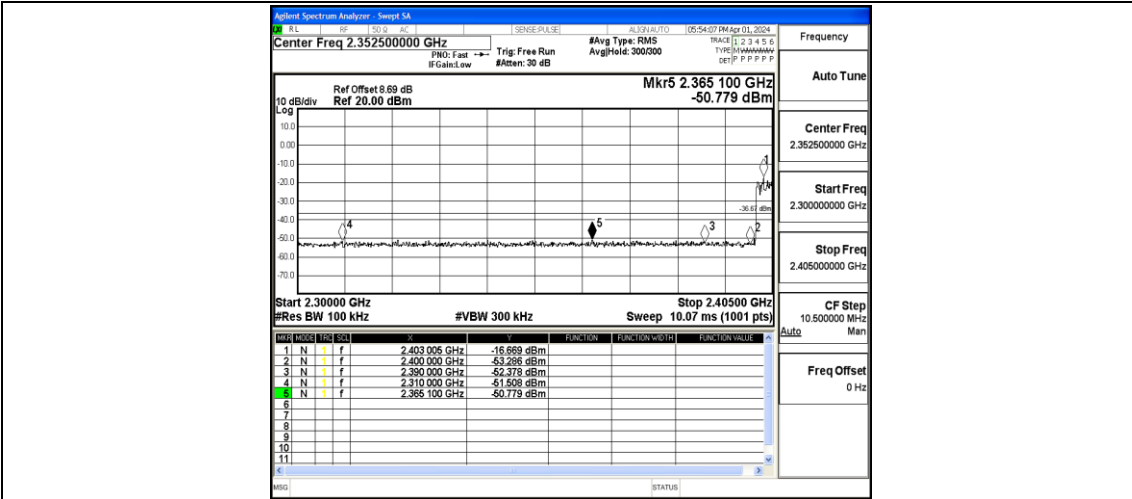 Agilent Spectrum Analyzer - Swept SA
RL RF 50 Ω AC SENSE:PULSE ALIGN AUTO 05:54:07 PM Apr 01, 2024
Center Freq 2.352500000 GHz #Avg Type: RMS TRACE 1 2 3 4 5 6
PNO: Fast Trig: Free Run Avg|Hold: 300/300 TYPE M WWWWW
IFGain:Low #Atten: 30 dB DET P P P P P P
Mkr5 2.365 100 GHz
Ref Offset 8.69 dB
10 dB/div Ref 20.00 dBm -50.779 dBm
Log
10.0
0.00
-10.0
1
-20.0
-30.0
-36.67 dBm
-40.0
4 5 3 2
-50.0
-60.0
-70.0
Start 2.30000 GHz Stop 2.40500 GHz
#Res BW 100 kHz #VBW 300 kHz Sweep 10.07 ms (1001 pts)
MKR MODE TRC SCL X Y FUNCTION FUNCTION WIDTH FUNCTION VALUE
1 N 1 f 2.403 005 GHz -16.669 dBm
2 N 1 f 2.400 000 GHz -53.286 dBm
3 N 1 f 2.390 000 GHz -52.378 dBm
4 N 1 f 2.310 000 GHz -51.508 dBm
5 N 1 f 2.365 100 GHz -50.779 dBm
6
7
8
9
10
11
MSG STATUS
Frequency
Auto Tune
Center Freq
2.352500000 GHz
Start Freq
2.300000000 GHz
Stop Freq
2.405000000 GHz
CF Step
10.500000 MHz
Auto Man
Freq Offset
0 Hz